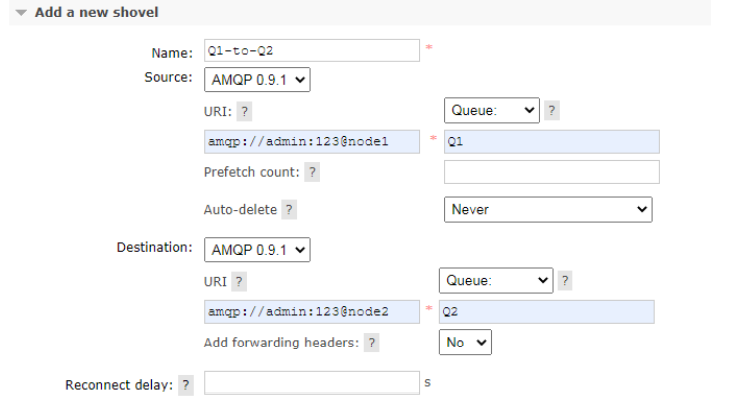 Add a new shovel
Name: Q1-to-Q2 *
Source: AMQP 0.9.1
URI: ? Queue: ?
amqp://admin:123@node1 * Q1
Prefetch count: ?
Auto-delete ? Never
Destination: AMQP 0.9.1
URI ? Queue: ?
amqp://admin:123@node2 * Q2
Add forwarding headers: ? No
Reconnect delay: ? s